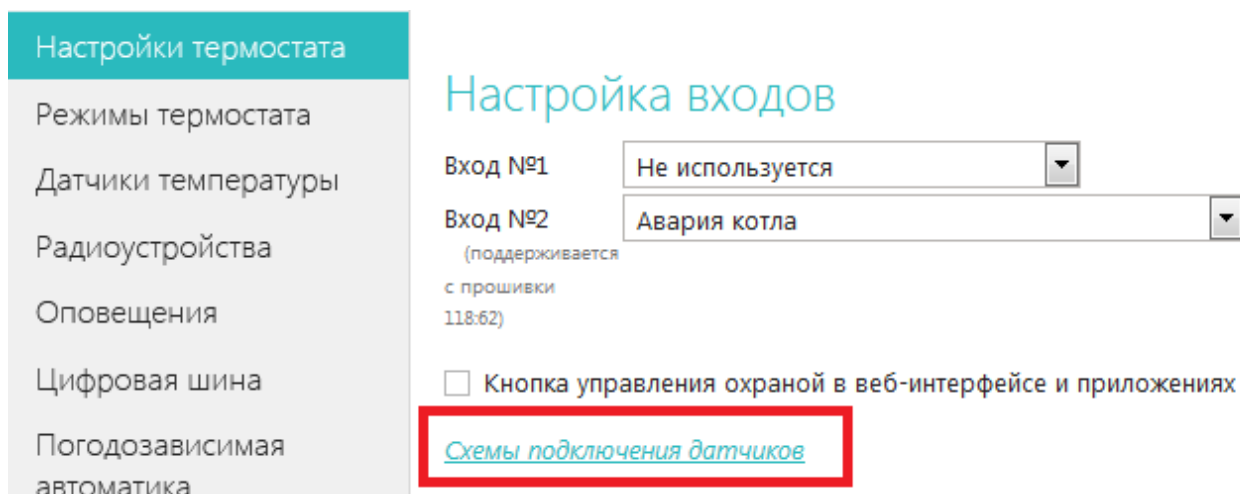 Настройки термостата
Режимы термостата
Датчики температуры
Радиоустройства
Оповещения
Цифровая шина
Погодозависимая
автоматика
Настройка входов
Вход №1 Не используется
Вход №2 Авария котла
(поддерживается
с прошивки
118:62)
Кнопка управления охраной в веб-интерфейсе и приложениях
Схемы подключения датчиков